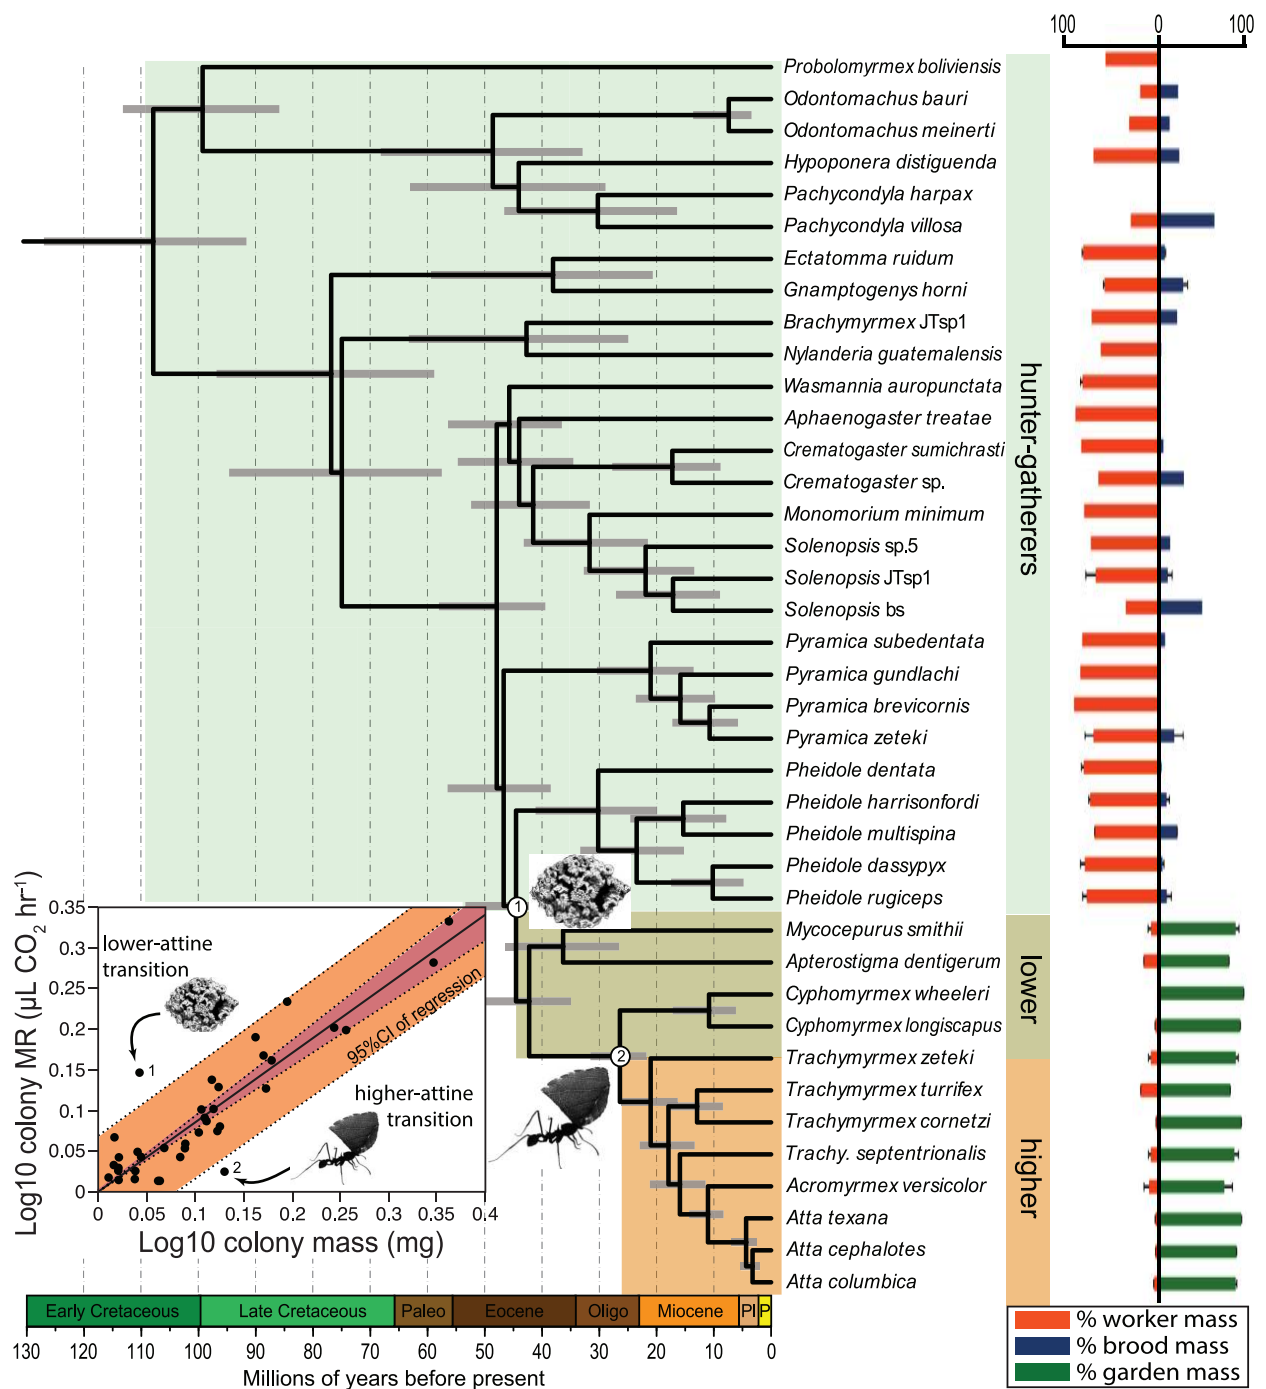 100 0 100
Probolomyrmex boliviensis
Odontomachus bauri
Odontomachus meinerti
Hypoponera distiguenda
Pachycondyla harpax
Pachycondyla villosa
Ectatomma ruidum
Gnamptogenys horni
Brachymyrmex JTsp1
Nylanderia guatemalensis
Wasmannia auropunctata
Aphaenogaster treatae
Crematogaster sumichrasti
Crematogaster sp.
Monomorium minimum
Solenopsis sp.5
Solenopsis JTsp1
Solenopsis bs
Pyramica subedentata
Pyramica gundlachi
Pyramica brevicornis
Pyramica zeteki
Pheidole dentata
Pheidole harrisonfordi
Pheidole multispina
Pheidole dassypyx
Pheidole rugiceps
Mycocepurus smithii
Apterostigma dentigerum
Cyphomyrmex wheeleri
Cyphomyrmex longiscapus
Trachymyrmex zeteki
Trachymyrmex turrifex
Trachymyrmex cornetzi
Trachy. septentrionalis
Acromyrmex versicolor
Atta texana
Atta cephalotes
Atta columbica
hunter-gatherers
lower
higher
1
2
Log10 colony MR (µL CO2 hr-1)
0.35
0.3
0.25
0.2
0.15
0.1
0.05
0
lower-attine
transition
1
95%CI of regression
higher-attine
transition
2
0 0.05 0.1 0.15 0.2 0.25 0.3 0.35 0.4
Log10 colony mass (mg)
Early Cretaceous Late Cretaceous Paleo Eocene Oligo Miocene Pl P
130 120 110 100 90 80 70 60 50 40 30 20 10 0
Millions of years before present
% worker mass
% brood mass
% garden mass